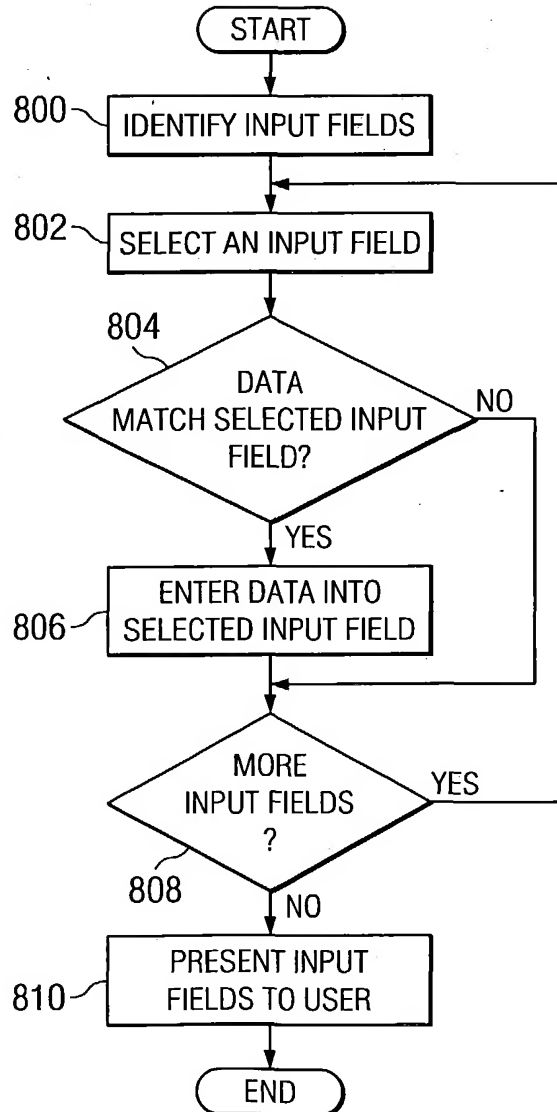 START
800
IDENTIFY INPUT FIELDS
802
SELECT AN INPUT FIELD
804
DATA
MATCH SELECTED INPUT
FIELD?
NO
YES
806
ENTER DATA INTO
SELECTED INPUT FIELD
MORE
INPUT FIELDS
?
YES
808
NO
810
PRESENT INPUT
FIELDS TO USER
END